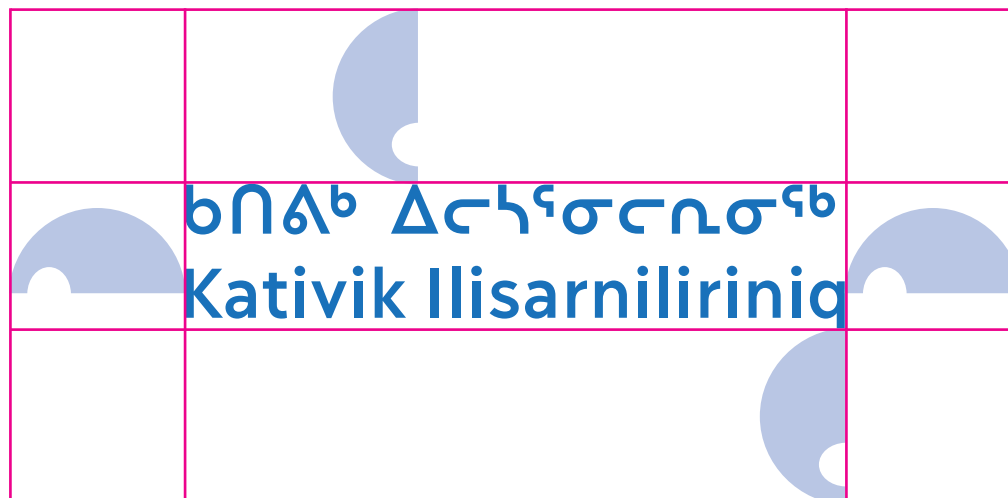 ᑲᑎᕕᒃ ᐃᓕᓴᕐᓂᓕᕆᓂᖅ
Kativik Ilisarniliriniq